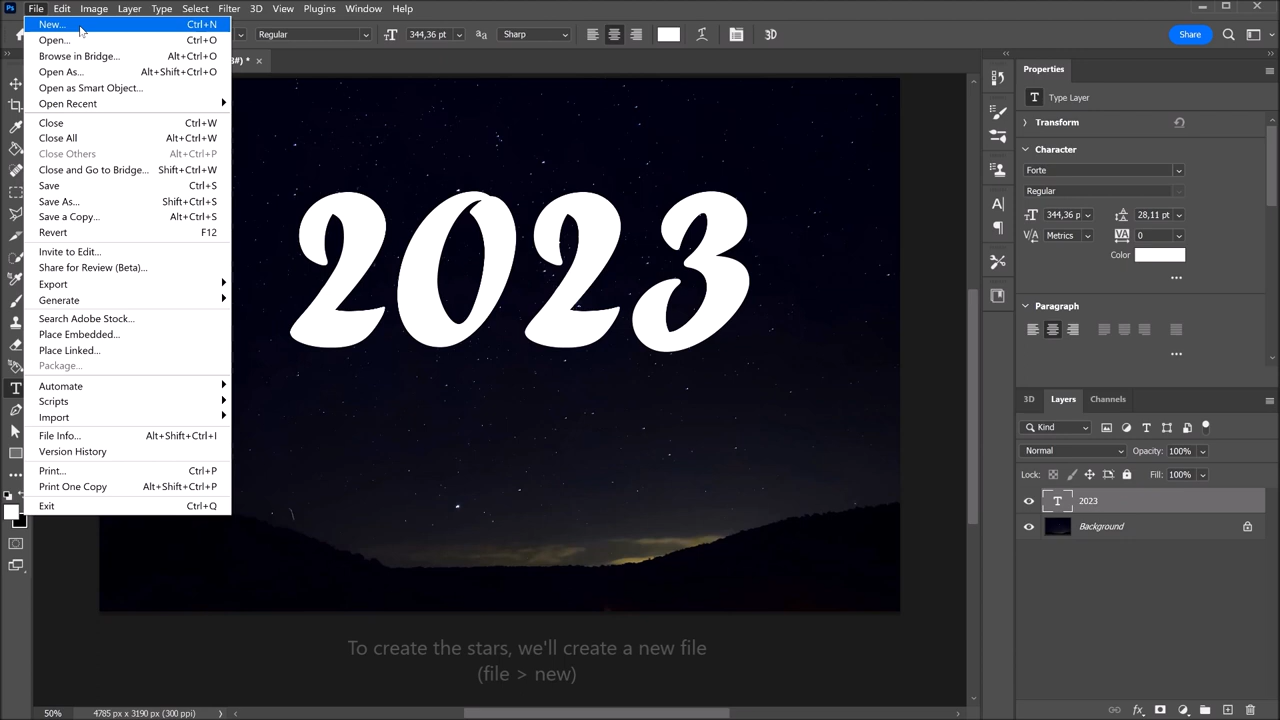 Ps File Edit Image Layer Type Select Filter 3D View Plugins Window Help
Regular 344,36 pt aa Sharp 3D Share
New... Ctrl+N
Open... Ctrl+O
Browse in Bridge... Alt+Ctrl+O
Open As... Alt+Shift+Ctrl+O
Open as Smart Object...
Open Recent
Close Ctrl+W
Close All Alt+Ctrl+W
Close Others Alt+Ctrl+P
Close and Go to Bridge... Shift+Ctrl+W
Save Ctrl+S
Save As... Shift+Ctrl+S
Save a Copy... Alt+Ctrl+S
Revert F12
Invite to Edit...
Share for Review (Beta)...
Export
Generate
Search Adobe Stock...
Place Embedded...
Place Linked...
Package...
Automate
Scripts
Import
File Info... Alt+Shift+Ctrl+I
Version History
Print... Ctrl+P
Print One Copy Alt+Shift+Ctrl+P
Exit Ctrl+Q
#) *
2023
To create the stars, we'll create a new file
(file > new)
50% 4785 px x 3190 px (300 ppi)
Properties
Type Layer
Transform
Character
Forte
Regular
344,36 p 28,11 pt
Metrics 0
Color
Paragraph
3D Layers Channels
Kind
Normal Opacity: 100%
Lock: Fill: 100%
2023
Background